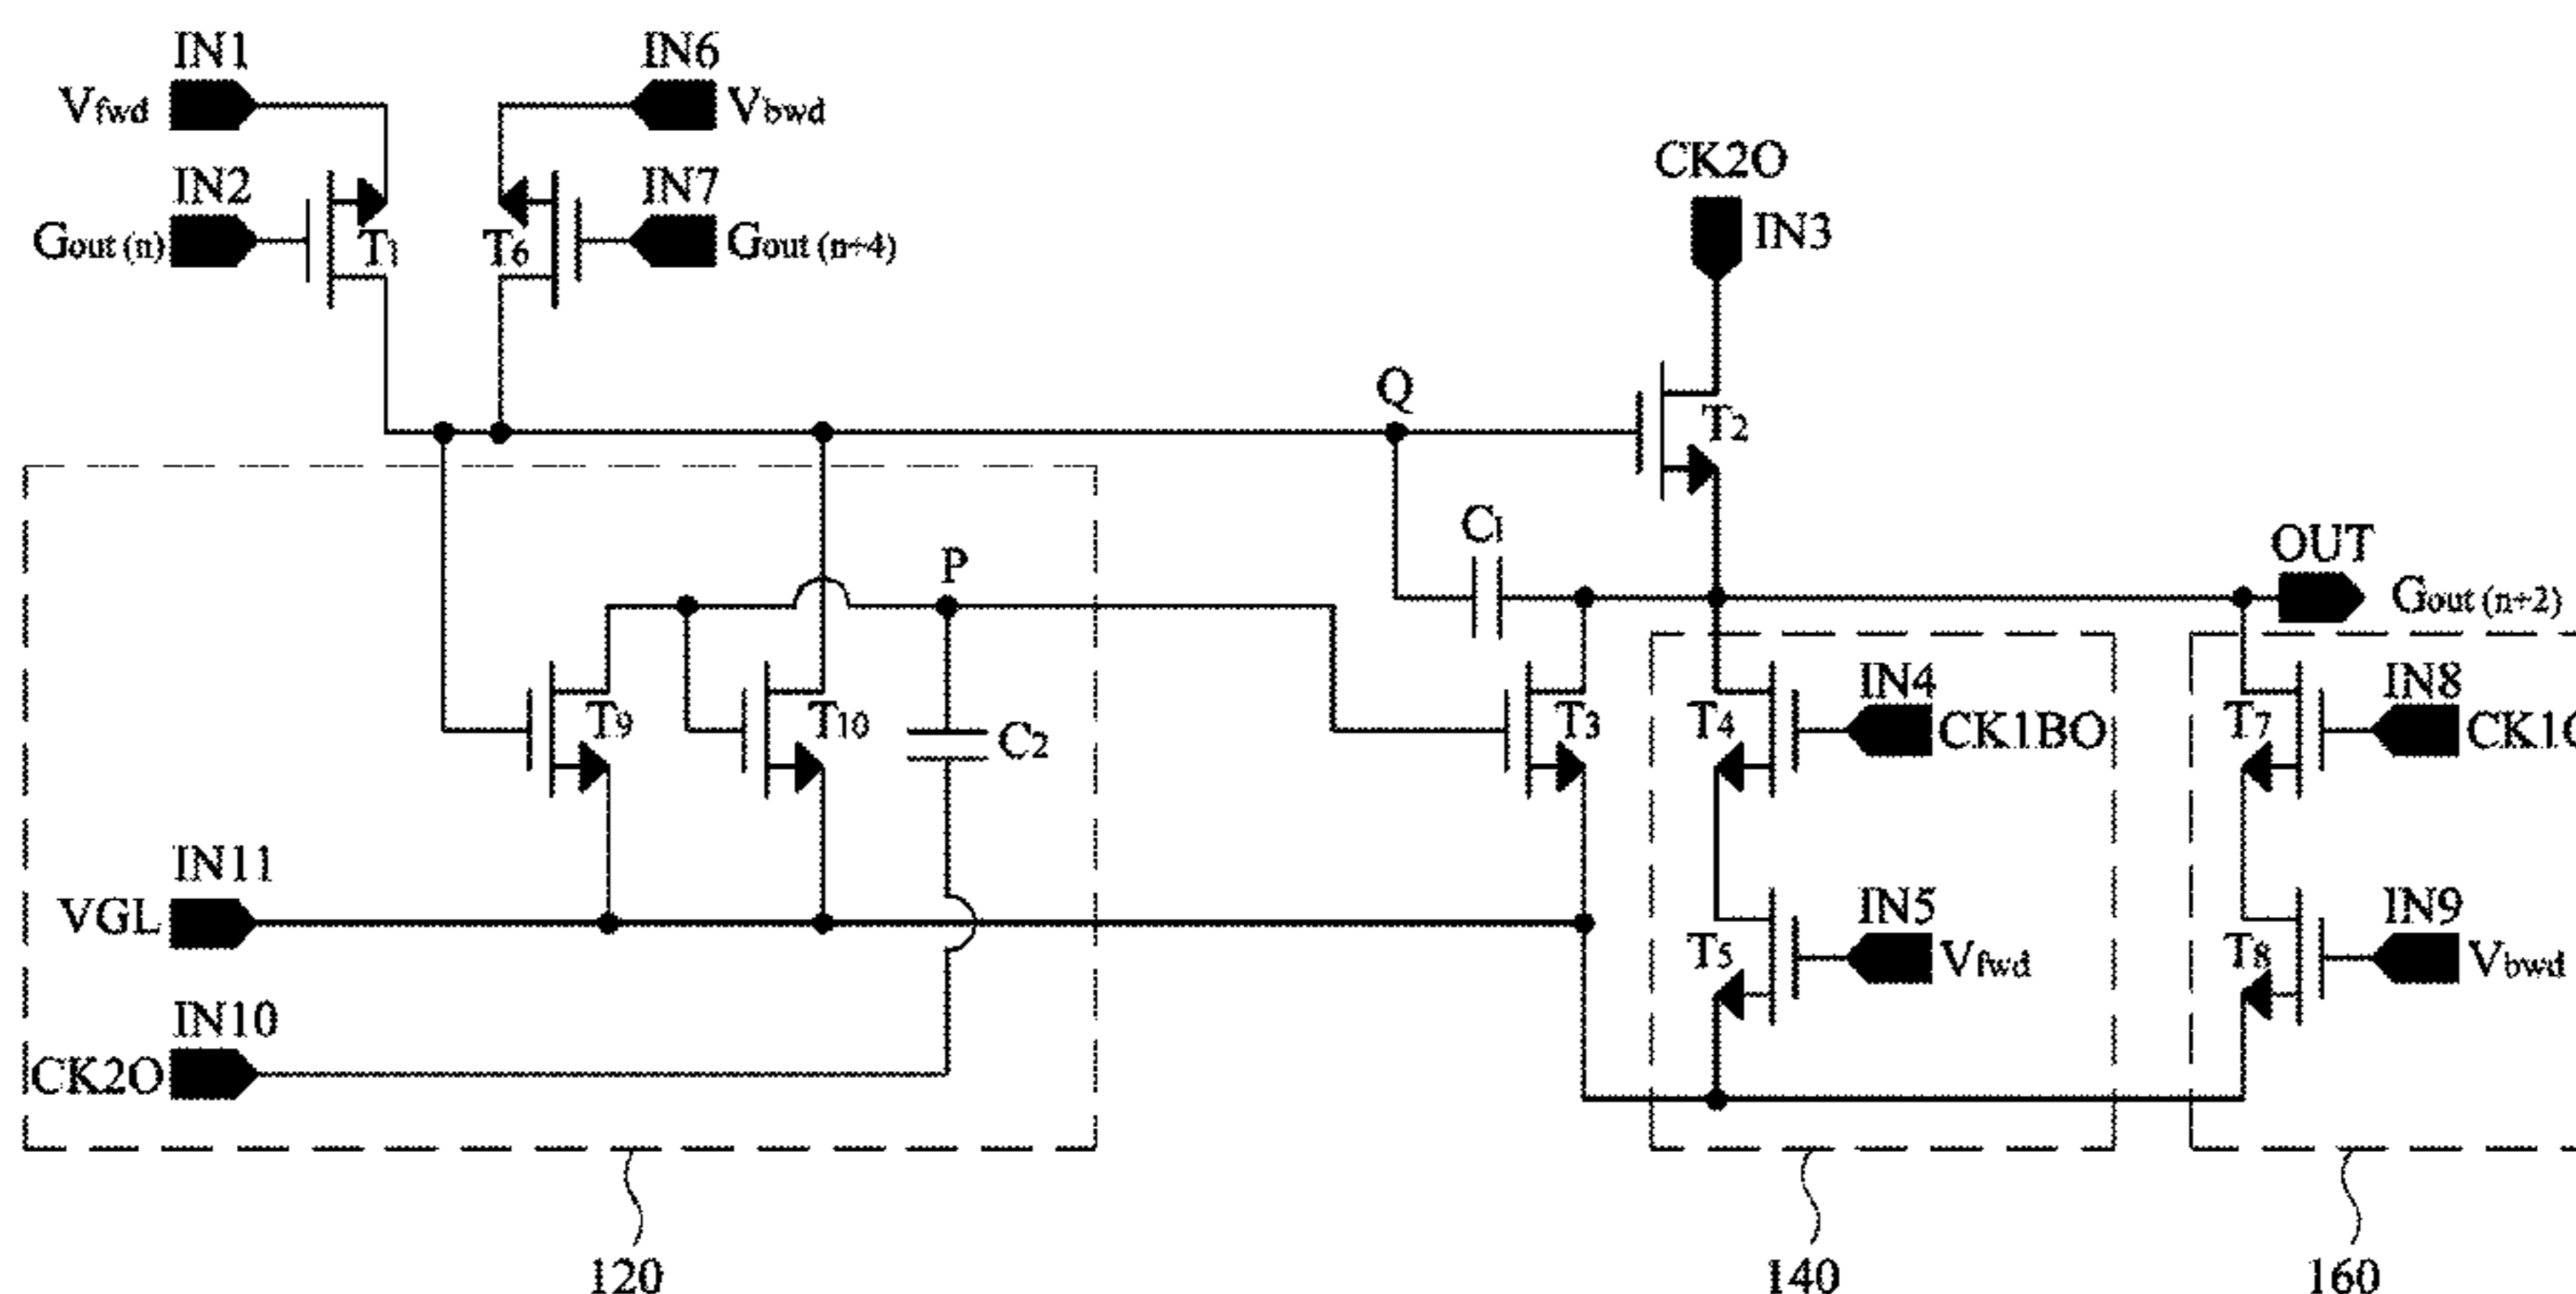 IN1
Vfwd
IN6
Vbwd
IN2
Gout (n)
T1
T6
IN7
Gout (n+4)
CK2O
IN3
Q
T2
C1
P
OUT
Gout (n+2)
T9
T10
C2
T3
T4
IN4
CK1BO
T7
IN8
IN11
VGL
T5
IN5
Vfwd
T8
IN9
Vbwd
IN10
CK2O
120
140
160